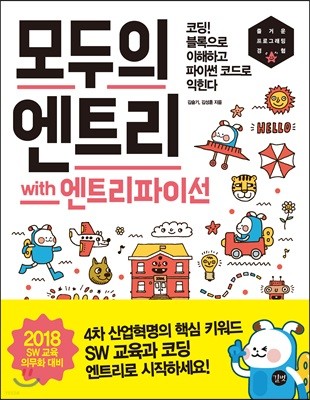 모두의
엔트리
with 엔트리파이선
코딩!
블록으로
이해하고
파이썬 코드로
익힌다
김슬기, 김성훈 지음
즐거운
프로그래밍
경험
HELLO
2018
SW 교육
의무화 대비
4차 산업혁명의 핵심 키워드
SW 교육과 코딩
엔트리로 시작하세요!
길벗